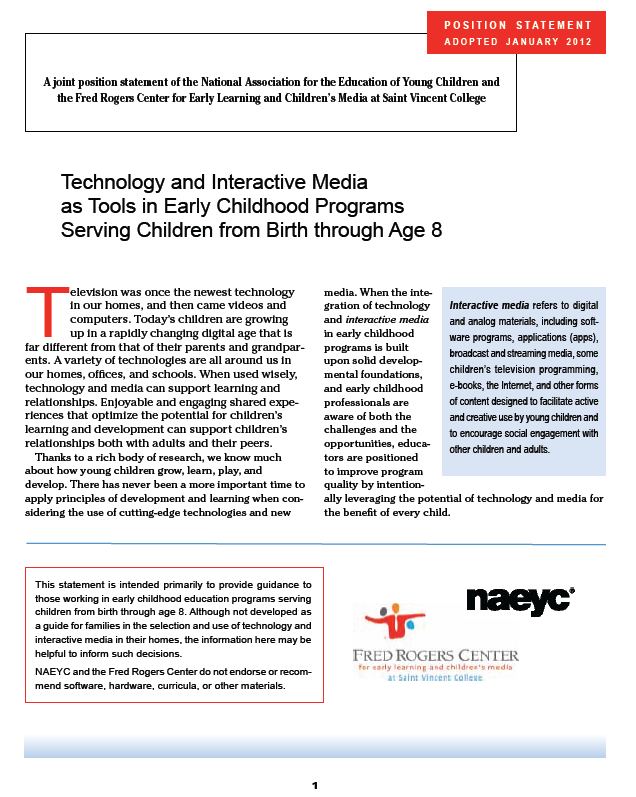 POSITION STATEMENT
ADOPTED JANUARY 2012
A joint position statement of the National Association for the Education of Young Children and
the Fred Rogers Center for Early Learning and Children's Media at Saint Vincent College
Technology and Interactive Media
as Tools in Early Childhood Programs
Serving Children from Birth through Age 8
Television was once the newest technology
in our homes, and then came videos and
computers. Today's children are growing
up in a rapidly changing digital age that is
far different from that of their parents and grandpar-
ents. A variety of technologies are all around us in
our homes, offices, and schools. When used wisely,
technology and media can support learning and
relationships. Enjoyable and engaging shared expe-
riences that optimize the potential for children's
learning and development can support children's
relationships both with adults and their peers.
Thanks to a rich body of research, we know much
about how young children grow, learn, play, and
develop. There has never been a more important time to
apply principles of development and learning when con-
sidering the use of cutting-edge technologies and new
media. When the inte-
gration of technology
and interactive media
in early childhood
programs is built
upon solid develop-
mental foundations,
and early childhood
professionals are
aware of both the
challenges and the
opportunities, educa-
tors are positioned
to improve program
quality by intention-
ally leveraging the potential of technology and media for
the benefit of every child.
Interactive media refers to digital
and analog materials, including soft-
ware programs, applications (apps),
broadcast and streaming media, some
children's television programming,
e-books, the Internet, and other forms
of content designed to facilitate active
and creative use by young children and
to encourage social engagement with
other children and adults.
This statement is intended primarily to provide guidance to
those working in early childhood education programs serving
children from birth through age 8. Although not developed as
a guide for families in the selection and use of technology and
interactive media in their homes, the information here may be
helpful to inform such decisions.
NAEYC and the Fred Rogers Center do not endorse or recom-
mend software, hardware, curricula, or other materials.
naeyc®
FRED ROGERS CENTER
for early learning and children's media
at Saint Vincent College
1